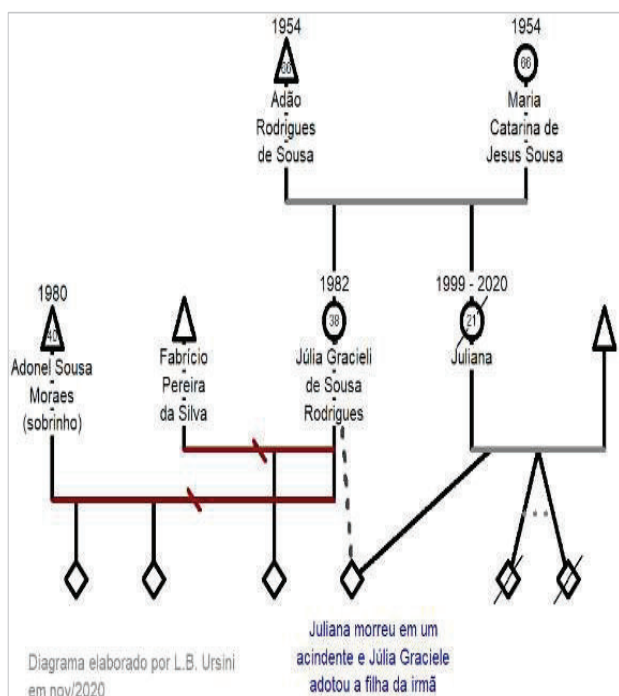 1954
1954
66
66
Adão
Rodrigues
de Sousa
Maria
Catarina de
Jesus Sousa
1980
1982
1999 - 2020
40
38
21
Adonel Sousa
Moraes
(sobrinho)
Fabrício
Pereira
da Silva
Júlia Gracieli
de Sousa
Rodrigues
Juliana
Diagrama elaborado por L.B. Ursini
em nov/2020
Juliana morreu em um
acidente e Júlia Graciele
adotou a filha da irmã